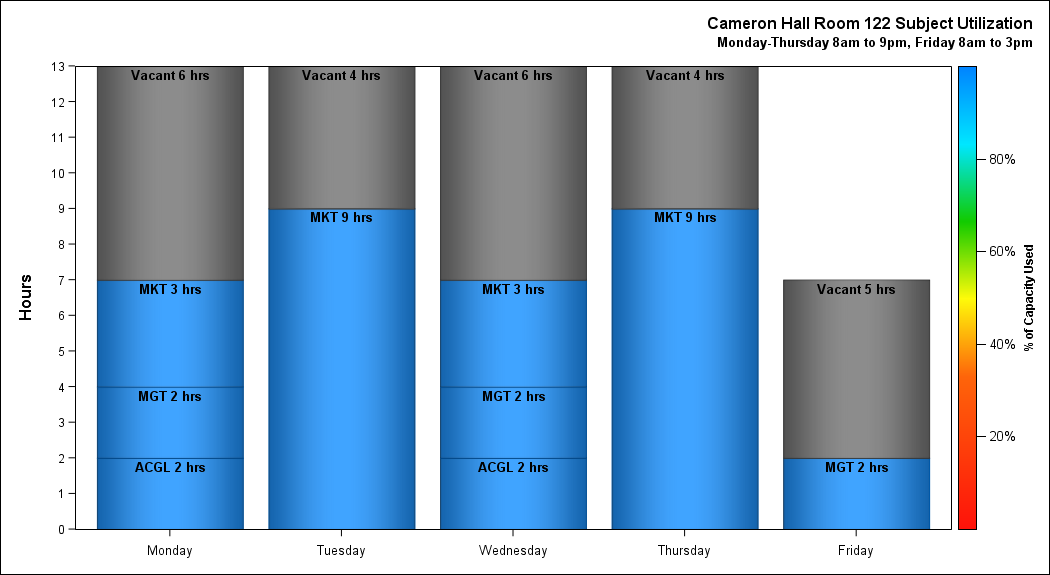 Cameron Hall Room 122 Subject Utilization
Monday-Thursday 8am to 9pm, Friday 8am to 3pm
13
12
11
10
9
8
7
6
5
4
3
2
1
0
Hours
Vacant 6 hrs
MKT 3 hrs
MGT 2 hrs
ACGL 2 hrs
Vacant 4 hrs
MKT 9 hrs
Vacant 6 hrs
MKT 3 hrs
MGT 2 hrs
ACGL 2 hrs
Vacant 4 hrs
MKT 9 hrs
Vacant 5 hrs
MGT 2 hrs
Monday
Tuesday
Wednesday
Thursday
Friday
80%
60%
40%
20%
% of Capacity Used